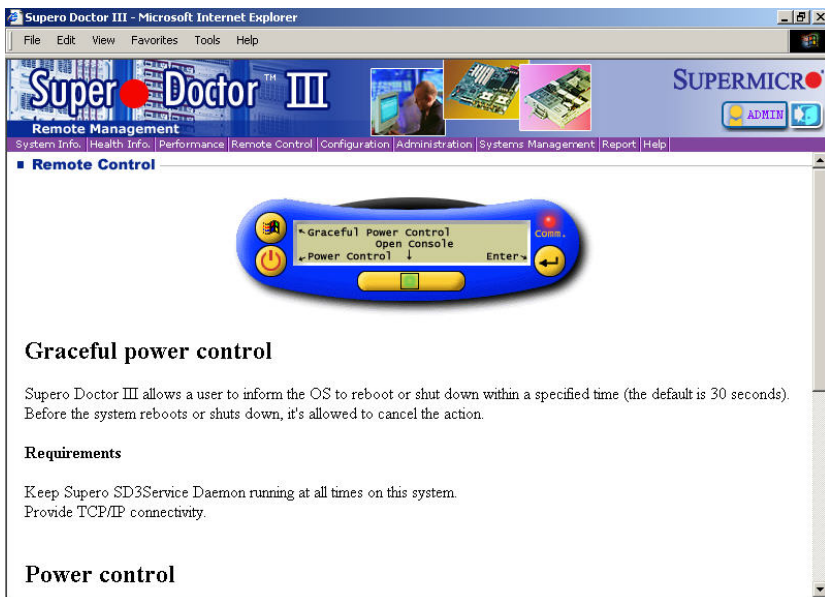 Supero Doctor III - Microsoft Internet Explorer
File Edit View Favorites Tools Help
Super Doctor™ III
SUPERMICR
Remote Management
ADMIN
System Info. Health Info. Performance Remote Control Configuration Administration Systems Management Report Help
Remote Control
Graceful Power Control
Open Console
Power Control
Enter
Comm.
Graceful power control
Supero Doctor III allows a user to inform the OS to reboot or shut down within a specified time (the default is 30 seconds).
Before the system reboots or shuts down, it's allowed to cancel the action.
Requirements
Keep Supero SD3Service Daemon running at all times on this system.
Provide TCP/IP connectivity.
Power control